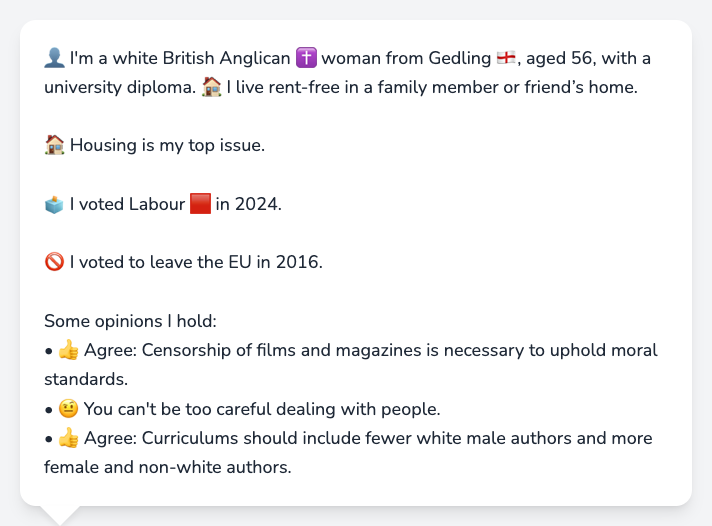 👤 I'm a white British Anglican ✝️ woman from Gedling 🏴󠁧󠁢󠁥󠁮󠁧󠁿, aged 56, with a
university diploma. 🏠 I live rent-free in a family member or friend’s home.
🏠 Housing is my top issue.
🗳️ I voted Labour 🟥 in 2024.
🚫 I voted to leave the EU in 2016.
Some opinions I hold:
• 👍 Agree: Censorship of films and magazines is necessary to uphold moral
standards.
• 🤨 You can't be too careful dealing with people.
• 👍 Agree: Curriculums should include fewer white male authors and more
female and non-white authors.